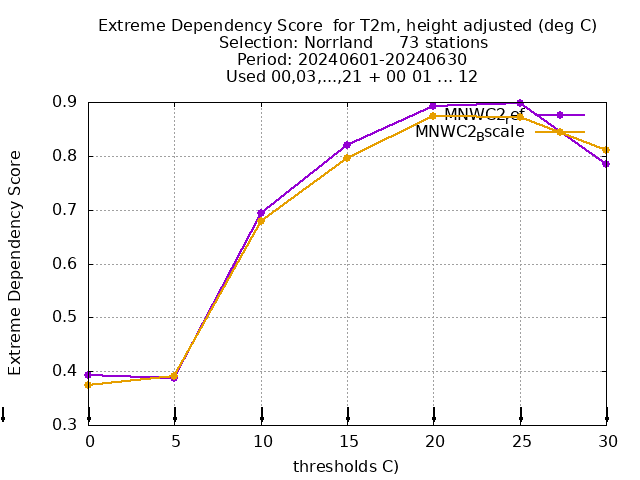 Extreme Dependency Score for T2m, height adjusted (deg C)
Selection: Norrland 73 stations
Period: 20240601-20240630
Used 00,03,...,21 + 00 01 ... 12
Extreme Dependency Score
0.9
0.8
0.7
0.6
0.5
0.4
0.3
MNWC2_ref
MNWC2_Bscale
0 5 10 15 20 25 30
thresholds C)